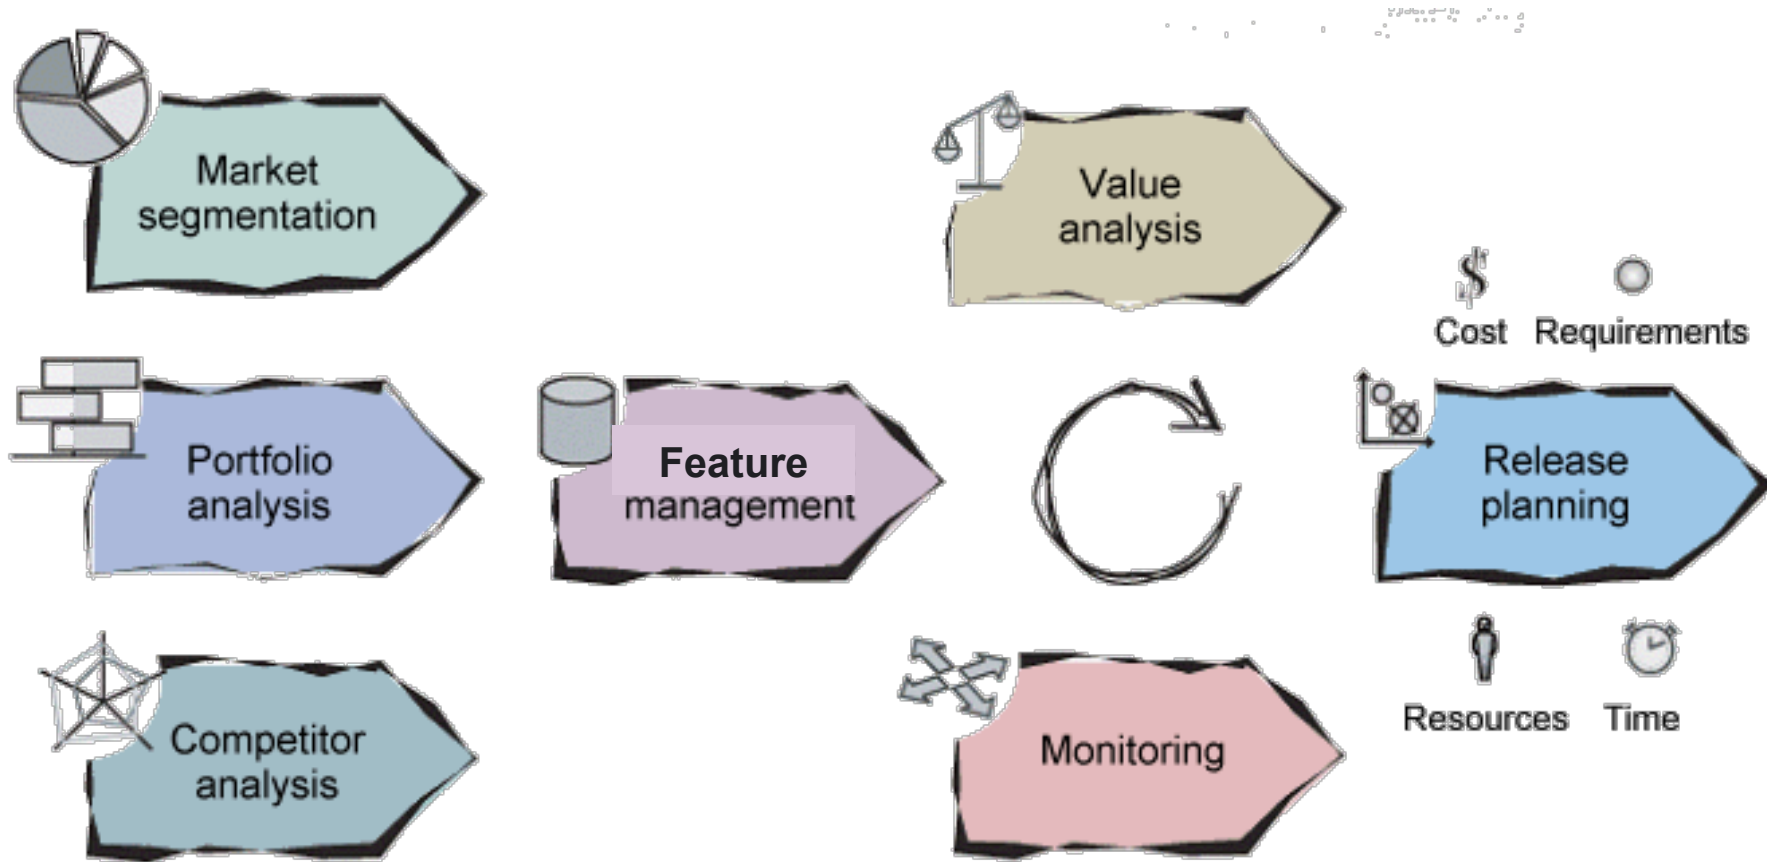 Market
segmentation
Value
analysis
Cost
Requirements
Portfolio
analysis
Feature
management
Release
planning
Competitor
analysis
Monitoring
Resources
Time